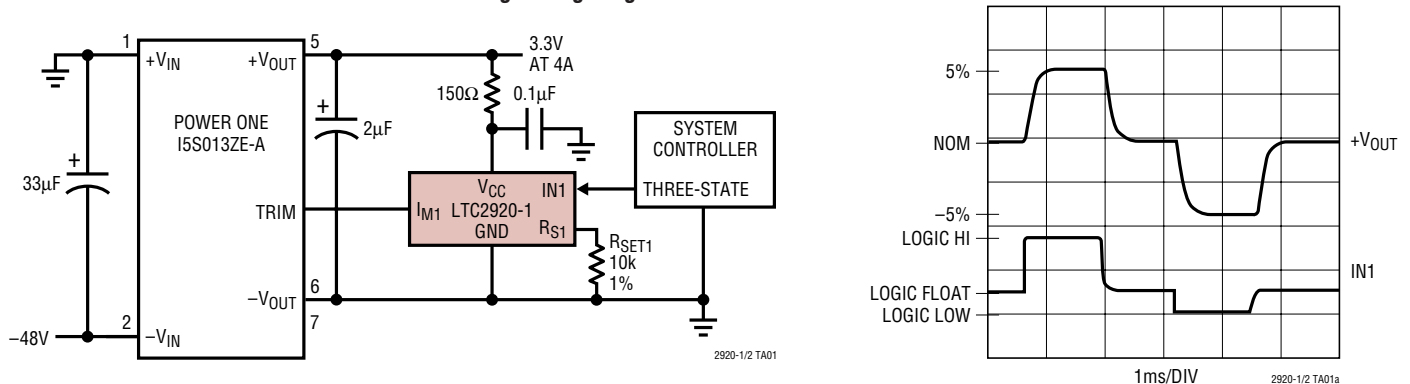 1
+VIN
2
−VIN
POWER ONE
I5S013ZE-A
+VOUT
5
TRIM
−VOUT
6
7
33µF
+
−48V
+
2µF
3.3V
AT 4A
150Ω
0.1µF
VCC
IN1
IM1
LTC2920-1
GND
RS1
RSET1
10k
1%
SYSTEM
CONTROLLER
THREE-STATE
2920-1/2 TA01
5%
NOM
−5%
LOGIC HI
LOGIC FLOAT
LOGIC LOW
+VOUT
IN1
1ms/DIV
2920-1/2 TA01a